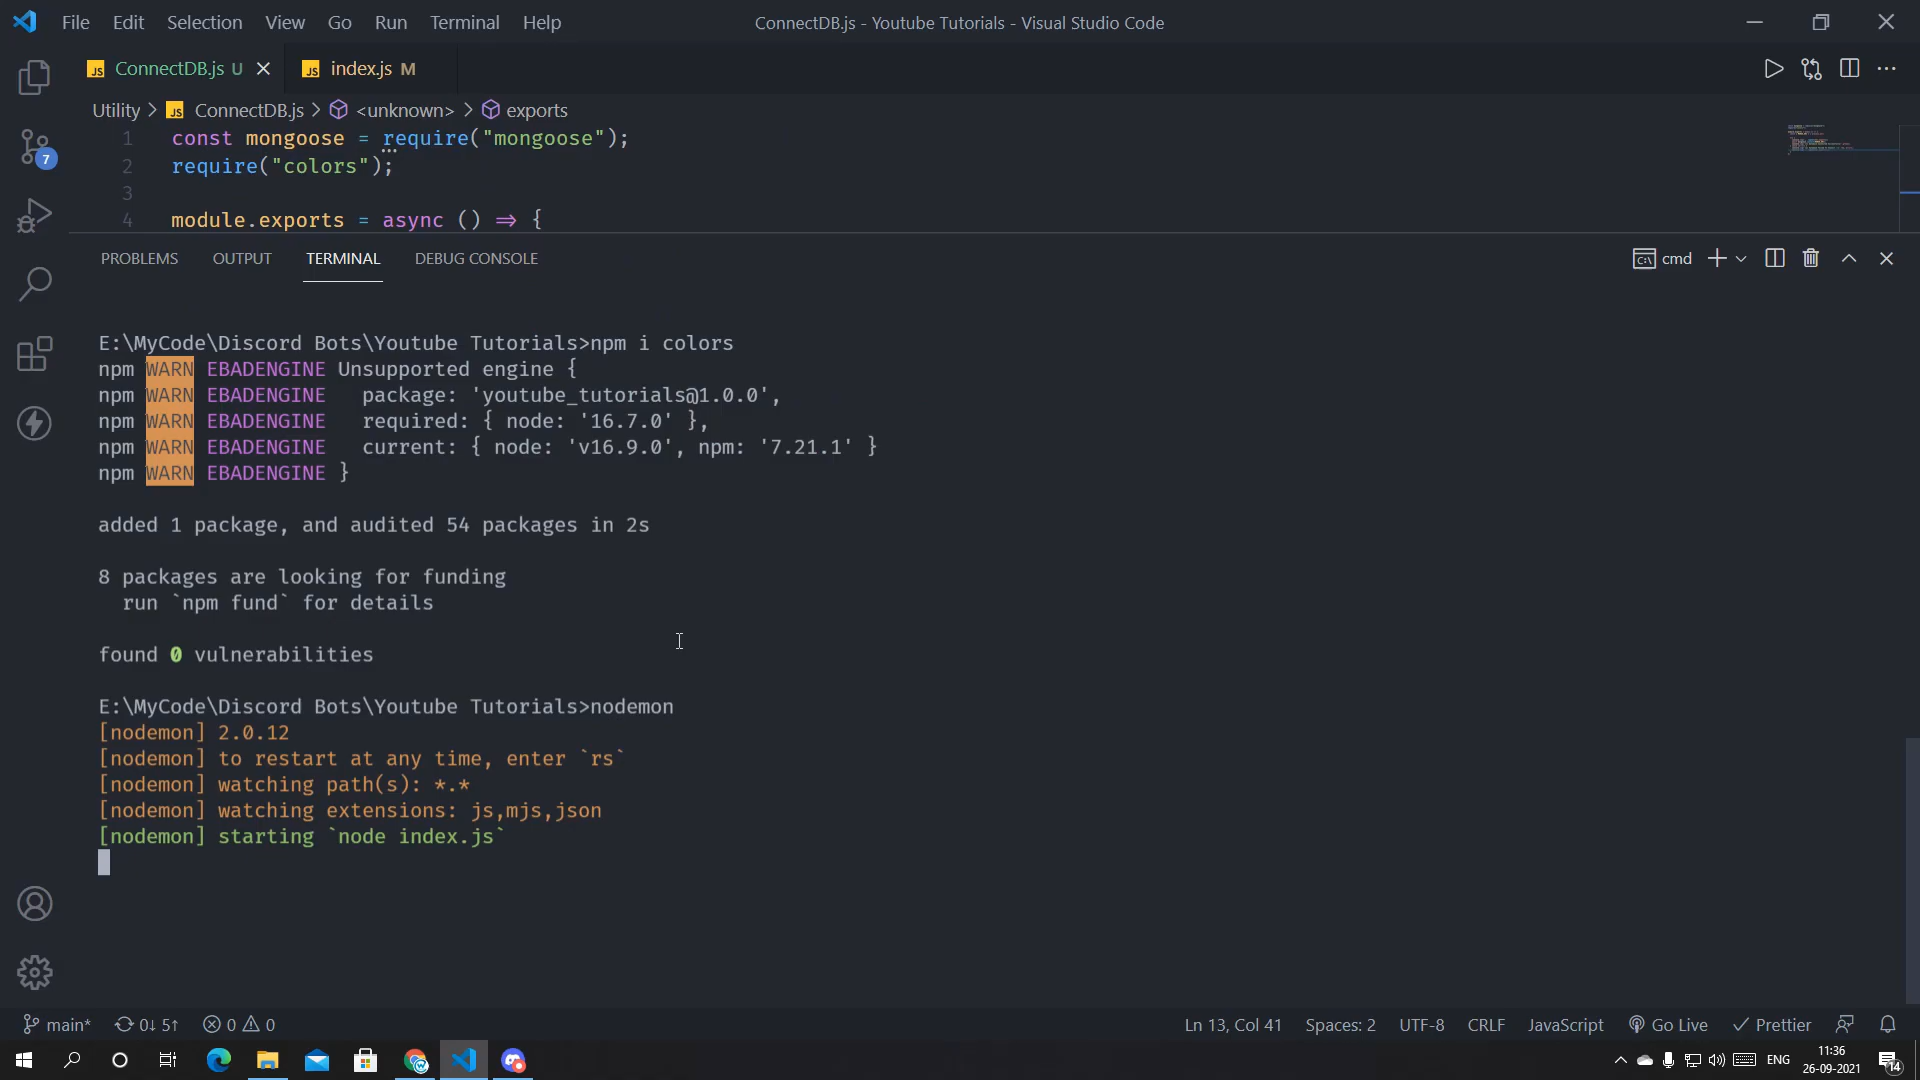 File Edit Selection View Go Run Terminal Help
ConnectDB.js - Youtube Tutorials - Visual Studio Code
JS ConnectDB.js U
JS index.js M
Utility > JS ConnectDB.js > <unknown> > exports
1 const mongoose = require("mongoose");
2 require("colors");
3
4 module.exports = async () => {
7
PROBLEMS OUTPUT TERMINAL DEBUG CONSOLE
cmd
E:\MyCode\Discord Bots\Youtube Tutorials>npm i colors
npm WARN EBADENGINE Unsupported engine {
npm WARN EBADENGINE   package: 'youtube_tutorials@1.0.0',
npm WARN EBADENGINE   required: { node: '16.7.0' },
npm WARN EBADENGINE   current: { node: 'v16.9.0', npm: '7.21.1' }
npm WARN EBADENGINE }
added 1 package, and audited 54 packages in 2s
8 packages are looking for funding
  run `npm fund` for details
found 0 vulnerabilities
E:\MyCode\Discord Bots\Youtube Tutorials>nodemon
[nodemon] 2.0.12
[nodemon] to restart at any time, enter `rs`
[nodemon] watching path(s): *.*
[nodemon] watching extensions: js,mjs,json
[nodemon] starting `node index.js`
main* 0↓ 5↑ 0 0
Ln 13, Col 41 Spaces: 2 UTF-8 CRLF JavaScript Go Live Prettier
ENG
11:36
26-09-2021
14